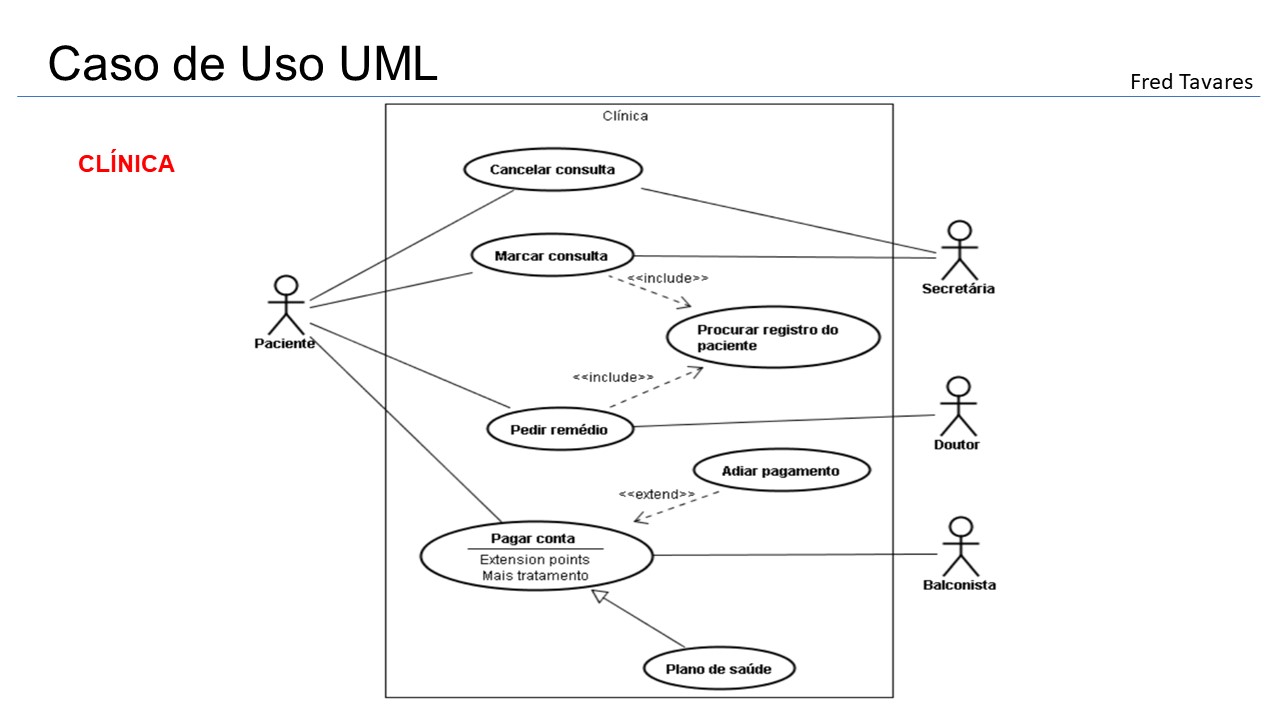 Caso de Uso UML
Fred Tavares
CLÍNICA
Clínica
Cancelar consulta
Marcar consulta
<<include>>
Secretária
Procurar registro do
paciente
Paciente
<<include>>
Pedir remédio
Doutor
Adiar pagamento
<<extend>>
Pagar conta
Extension points
Mais tratamento
Balconista
Plano de saúde